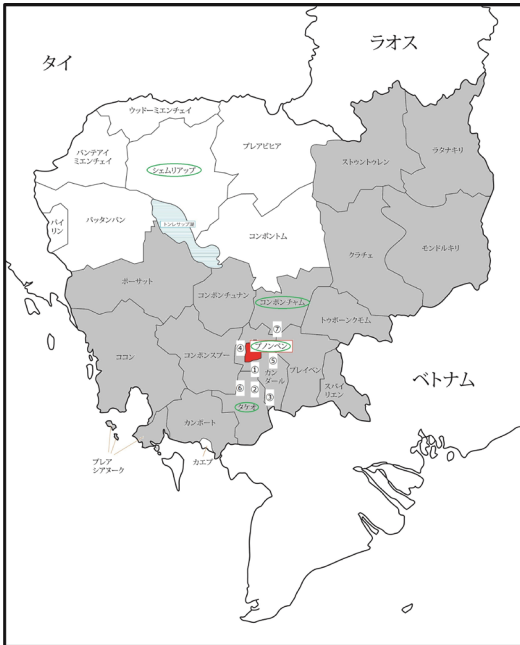 ラオス
タイ
ウッドーミエンチェイ
バンテアイ
ミエンチェイ
シェムリアップ
プレアビヒア
ストゥントゥレン
ラタナキリ
パイ
リン
バッタンバン
トンレサップ湖
コンポントム
クラチェ
モンドルキリ
ポーサット
コンポンチュナン
コンポンチャム
トゥボーンクモム
⑦
ココン
コンポンスプー
④
プノンペン
⑤
カン
ダール
プレイベン
スバイ
リエン
①
⑥
②
③
ベトナム
タケオ
カンポート
プレア
シアヌーク
カエプ